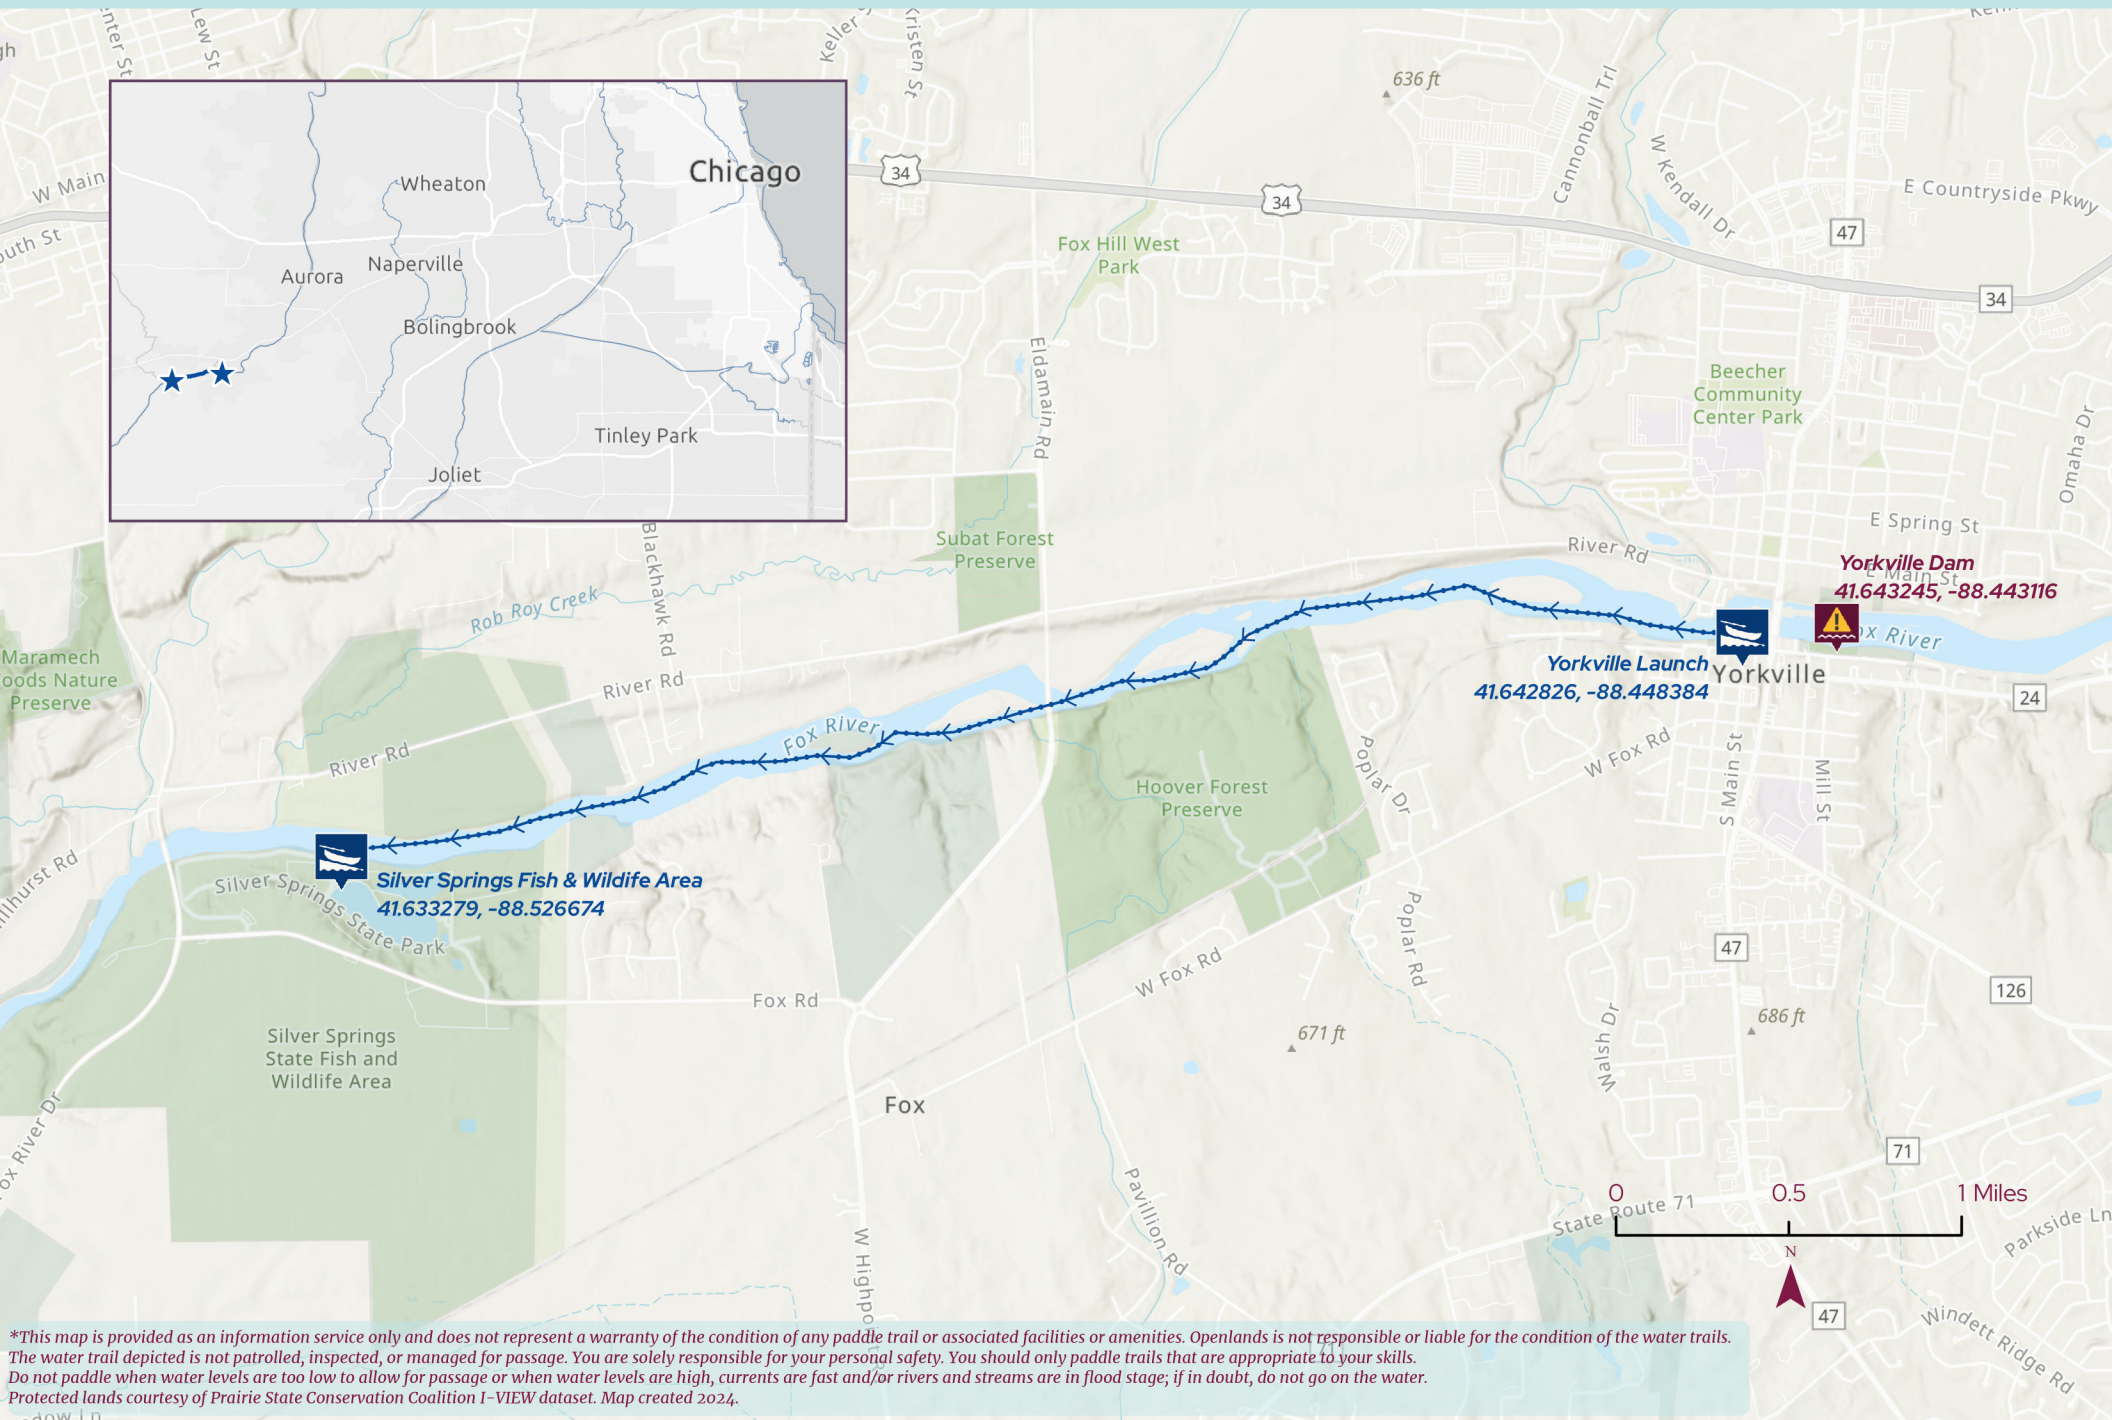 Lew St
Keller
Kristen St
636 ft
Cannonball Trl
W Kendall Dr
E Countryside Pkwy
W Main
Chicago
Wheaton
34
34
47
Fox Hill West
Park
Naperville
Aurora
34
Bolingbrook
Eldamain Rd
Beecher
Community
Center Park
Omaha Dr
Tinley Park
Joliet
E Spring St
Blackhawk Rd
Subat Forest
Preserve
River Rd
Yorkville Dam
E Main St
41.643245, -88.443116
Rob Roy Creek
ox River
Maramech
oods Nature
Preserve
River Rd
Yorkville Launch
41.642826, -88.448384
Yorkville
24
Fox River
River Rd
W Fox Rd
S Main St
Mill St
Poplar Dr
Hoover Forest
Preserve
Silver Springs Fish & Wildife Area
41.633279, -88.526674
Silver Springs State Park
illhurst Rd
Poplar Rd
47
W Fox Rd
Fox Rd
126
686 ft
671 ft
Walsh Dr
Silver Springs
State Fish and
Wildlife Area
Fox
Fox River Dr
71
Pavillion Rd
0 0.5 1 Miles
State Route 71
Parkside Ln
N
W Highpoint R
47
Windett Ridge Rd
*This map is provided as an information service only and does not represent a warranty of the condition of any paddle trail or associated facilities or amenities. Openlands is not responsible or liable for the condition of the water trails.
The water trail depicted is not patrolled, inspected, or managed for passage. You are solely responsible for your personal safety. You should only paddle trails that are appropriate to your skills.
Do not paddle when water levels are too low to allow for passage or when water levels are high, currents are fast and/or rivers and streams are in flood stage; if in doubt, do not go on the water.
Protected lands courtesy of Prairie State Conservation Coalition I-VIEW dataset. Map created 2024.